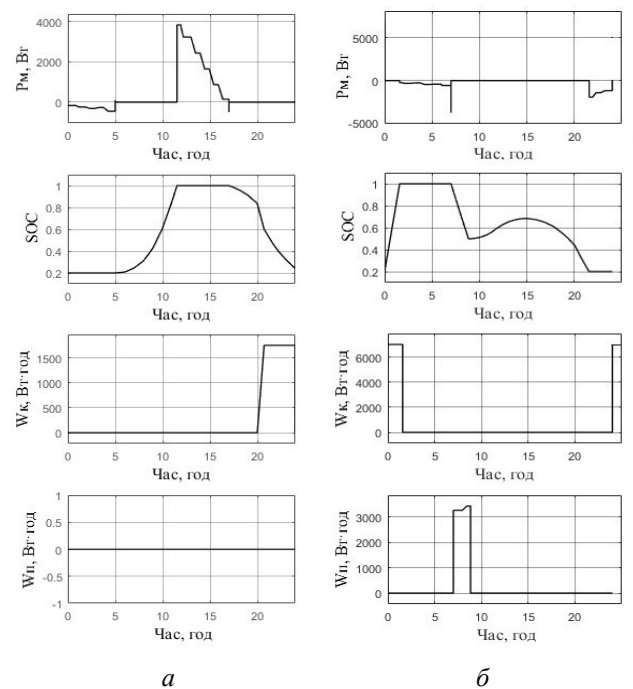 4000
2000
0
Pм, Вт
0 5 10 15 20
Час, год
1
0.8
0.6
0.4
0.2
SOC
0 5 10 15 20
Час, год
1500
1000
500
0
Wк, Вт·год
0 5 10 15 20
Час, год
1
0.5
0
-0.5
-1
Wп, Вт·год
0 5 10 15 20
Час, год
а
5000
0
-5000
Pм, Вт
0 5 10 15 20
Час, год
1
0.8
0.6
0.4
0.2
SOC
0 5 10 15 20
Час, год
6000
4000
2000
0
Wк, Вт·год
0 5 10 15 20
Час, год
3000
2000
1000
0
Wп, Вт·год
0 5 10 15 20
Час, год
б